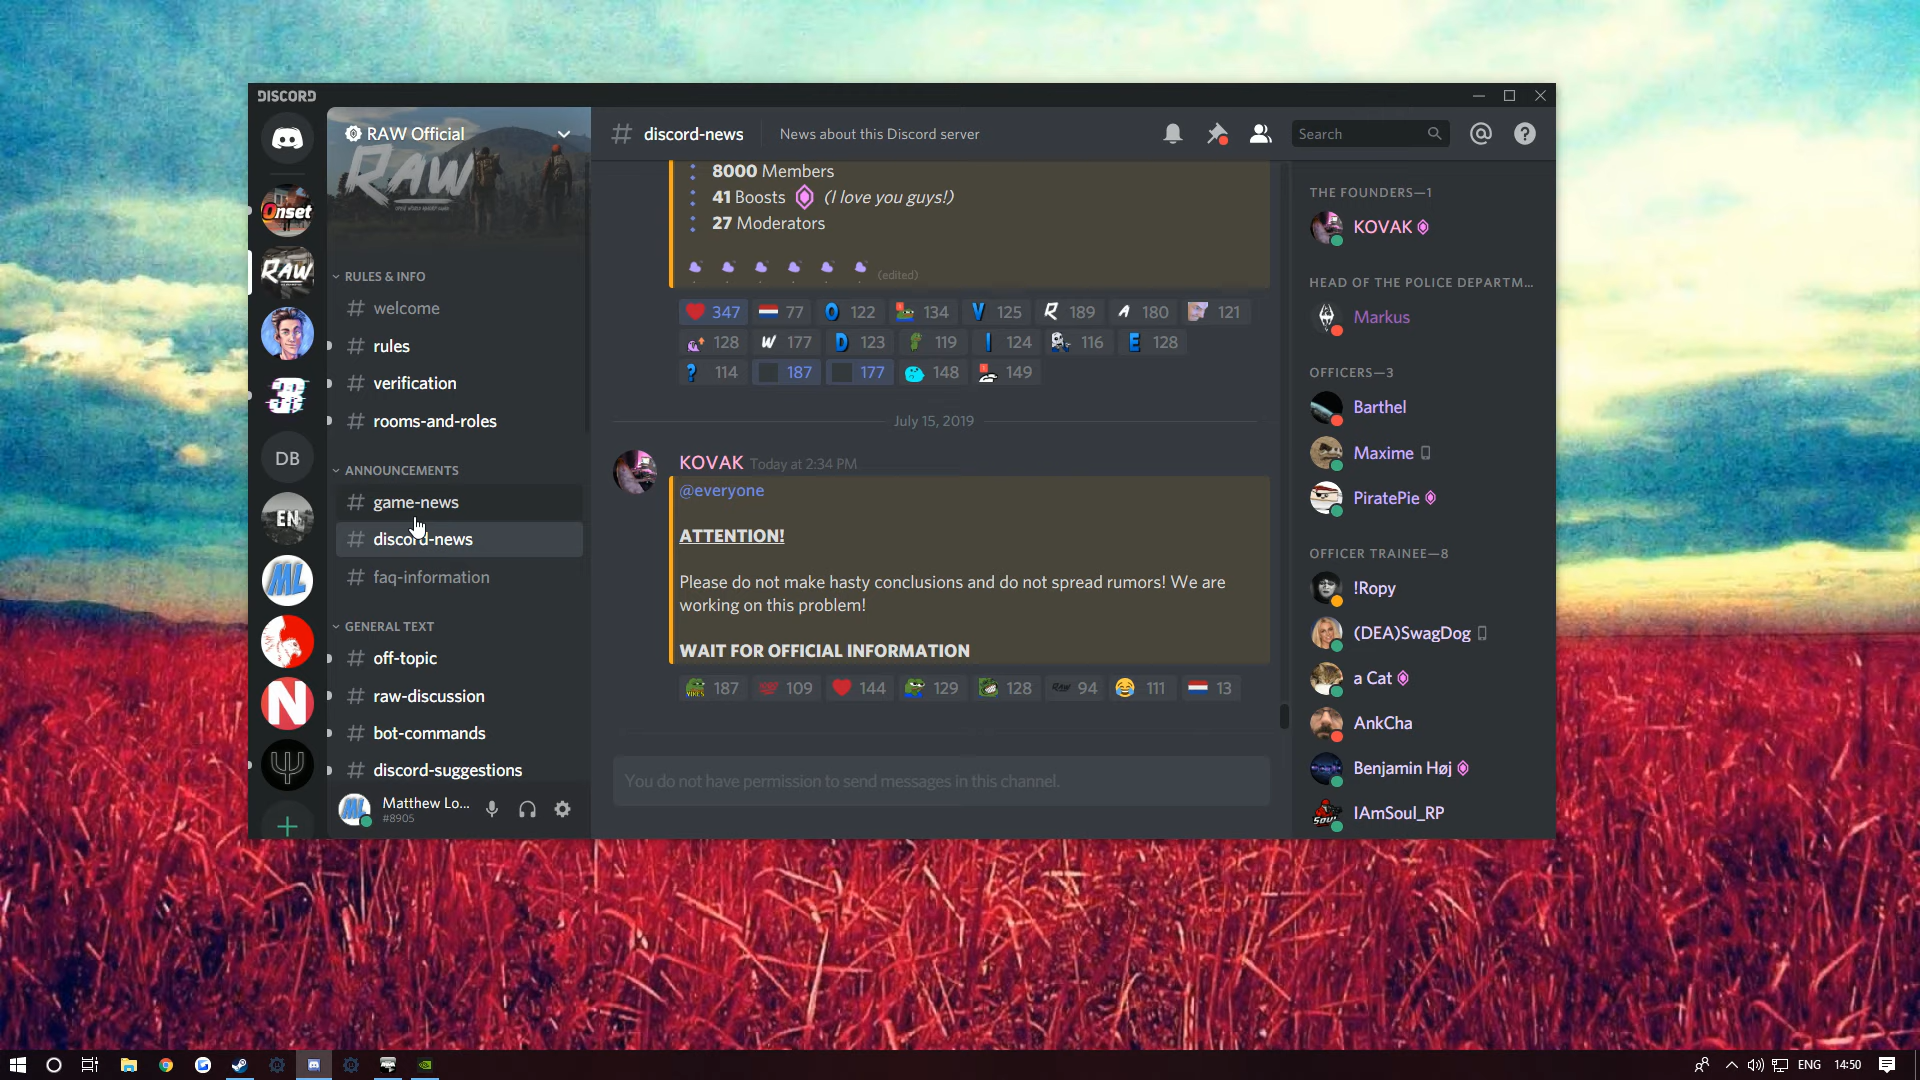 DISCORD
RAW Official
RAW
Onset
RAW
DB
EN
ML
N
RULES & INFO
welcome
rules
verification
rooms-and-roles
ANNOUNCEMENTS
game-news
discord-news
faq-information
GENERAL TEXT
off-topic
raw-discussion
bot-commands
discord-suggestions
ML
Matthew Lo...
#8905
# discord-news
News about this Discord server
Search
8000 Members
41 Boosts (I love you guys!)
27 Moderators
(edited)
347 77 O 122 134 V 125 R 189 A 180 121
128 W 177 D 123 119 I 124 116 E 128
? 114 187 177 148 149
July 15, 2019
KOVAK Today at 2:34 PM
@everyone
ATTENTION!
Please do not make hasty conclusions and do not spread rumors! We are
working on this problem!
WAIT FOR OFFICIAL INFORMATION
187 109 144 129 128 94 111 13
You do not have permission to send messages in this channel.
THE FOUNDERS—1
KOVAK
HEAD OF THE POLICE DEPARTM...
Markus
OFFICERS—3
Barthel
Maxime
PiratePie
OFFICER TRAINEE—8
!Ropy
(DEA)SwagDog
a Cat
AnkCha
Benjamin Høj
IAmSoul_RP
ENG
14:50